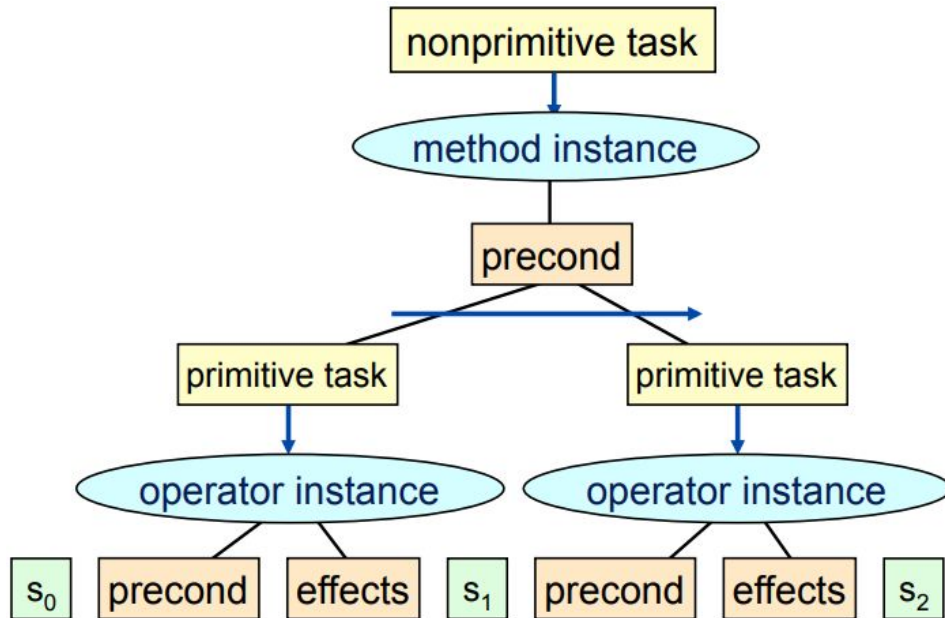 nonprimitive task
method instance
precond
primitive task
primitive task
operator instance
operator instance
s0 precond effects s1 precond effects s2